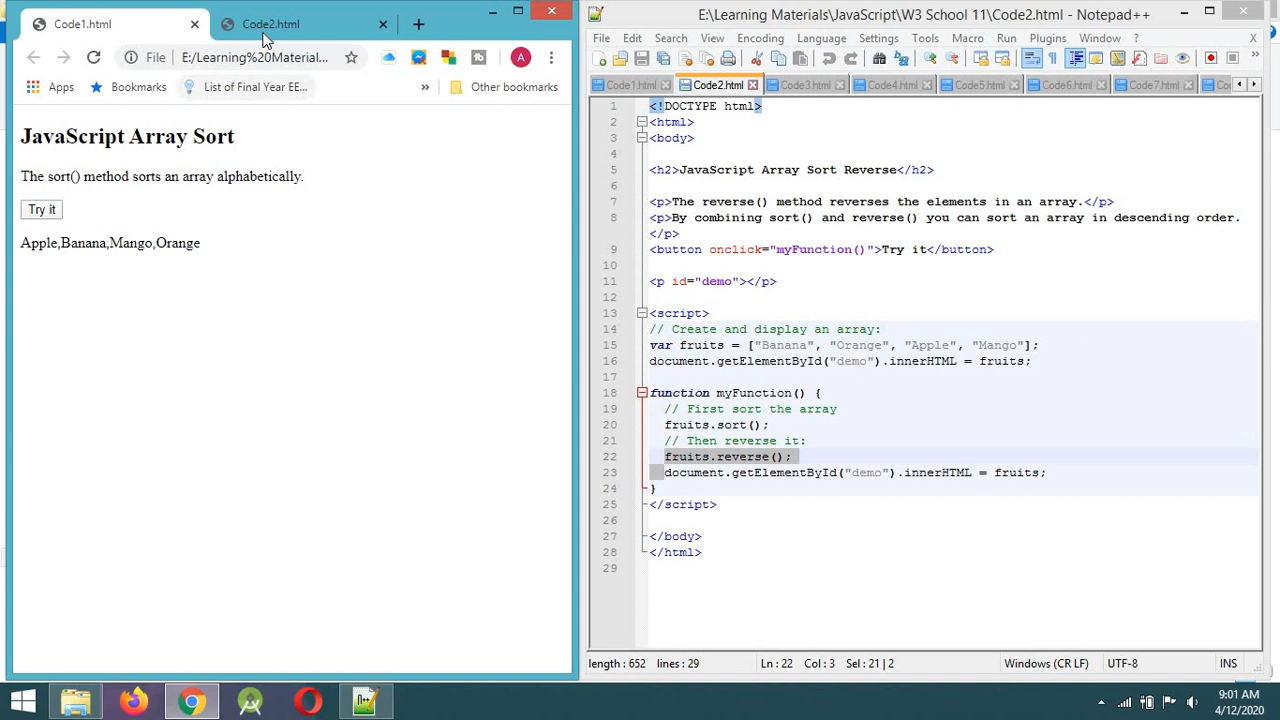 Code1.html
Code2.html
File
E:/Learning%20Material...
A
Apps
Bookmarks
List of Final Year EE...
»
Other bookmarks
JavaScript Array Sort
The sort() method sorts an array alphabetically.
Try it
Apple,Banana,Mango,Orange
E:\Learning Materials\JavaScript\W3 School 11\Code2.html - Notepad++
File Edit Search View Encoding Language Settings Tools Macro Run Plugins Window ? X
Code1.html Code2.html Code3.html Code4.html Code5.html Code6.html Code7.html Co
1 <!DOCTYPE html>
2 <html>
3 <body>
4
5 <h2>JavaScript Array Sort Reverse</h2>
6
7 <p>The reverse() method reverses the elements in an array.</p>
8 <p>By combining sort() and reverse() you can sort an array in descending order.
</p>
9 <button onclick="myFunction()">Try it</button>
10
11 <p id="demo"></p>
12
13 <script>
14 // Create and display an array:
15 var fruits = ["Banana", "Orange", "Apple", "Mango"];
16 document.getElementById("demo").innerHTML = fruits;
17
18 function myFunction() {
19 // First sort the array
20 fruits.sort();
21 // Then reverse it:
22 fruits.reverse();
23 document.getElementById("demo").innerHTML = fruits;
24 }
25 </script>
26
27 </body>
28 </html>
29
length : 652 lines : 29 Ln : 22 Col : 3 Sel : 21 | 2 Windows (CR LF) UTF-8 INS
9:01 AM
4/12/2020